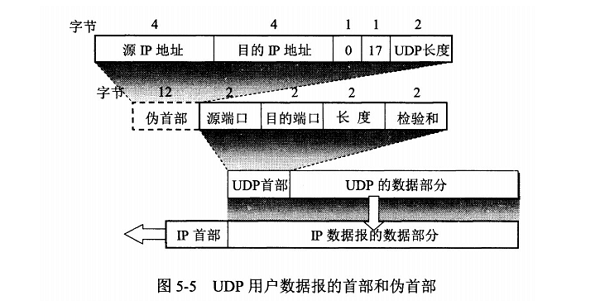 字节 4 4 1 1 2
源 IP 地址 目的 IP 地址 0 17 UDP长度
字节 12 2 2 2 2
伪首部 源端口 目的端口 长 度 检验和
UDP首部 UDP 的数据部分
IP 首部 IP 数据报的数据部分
图 5-5 UDP 用户数据报的首部和伪首部